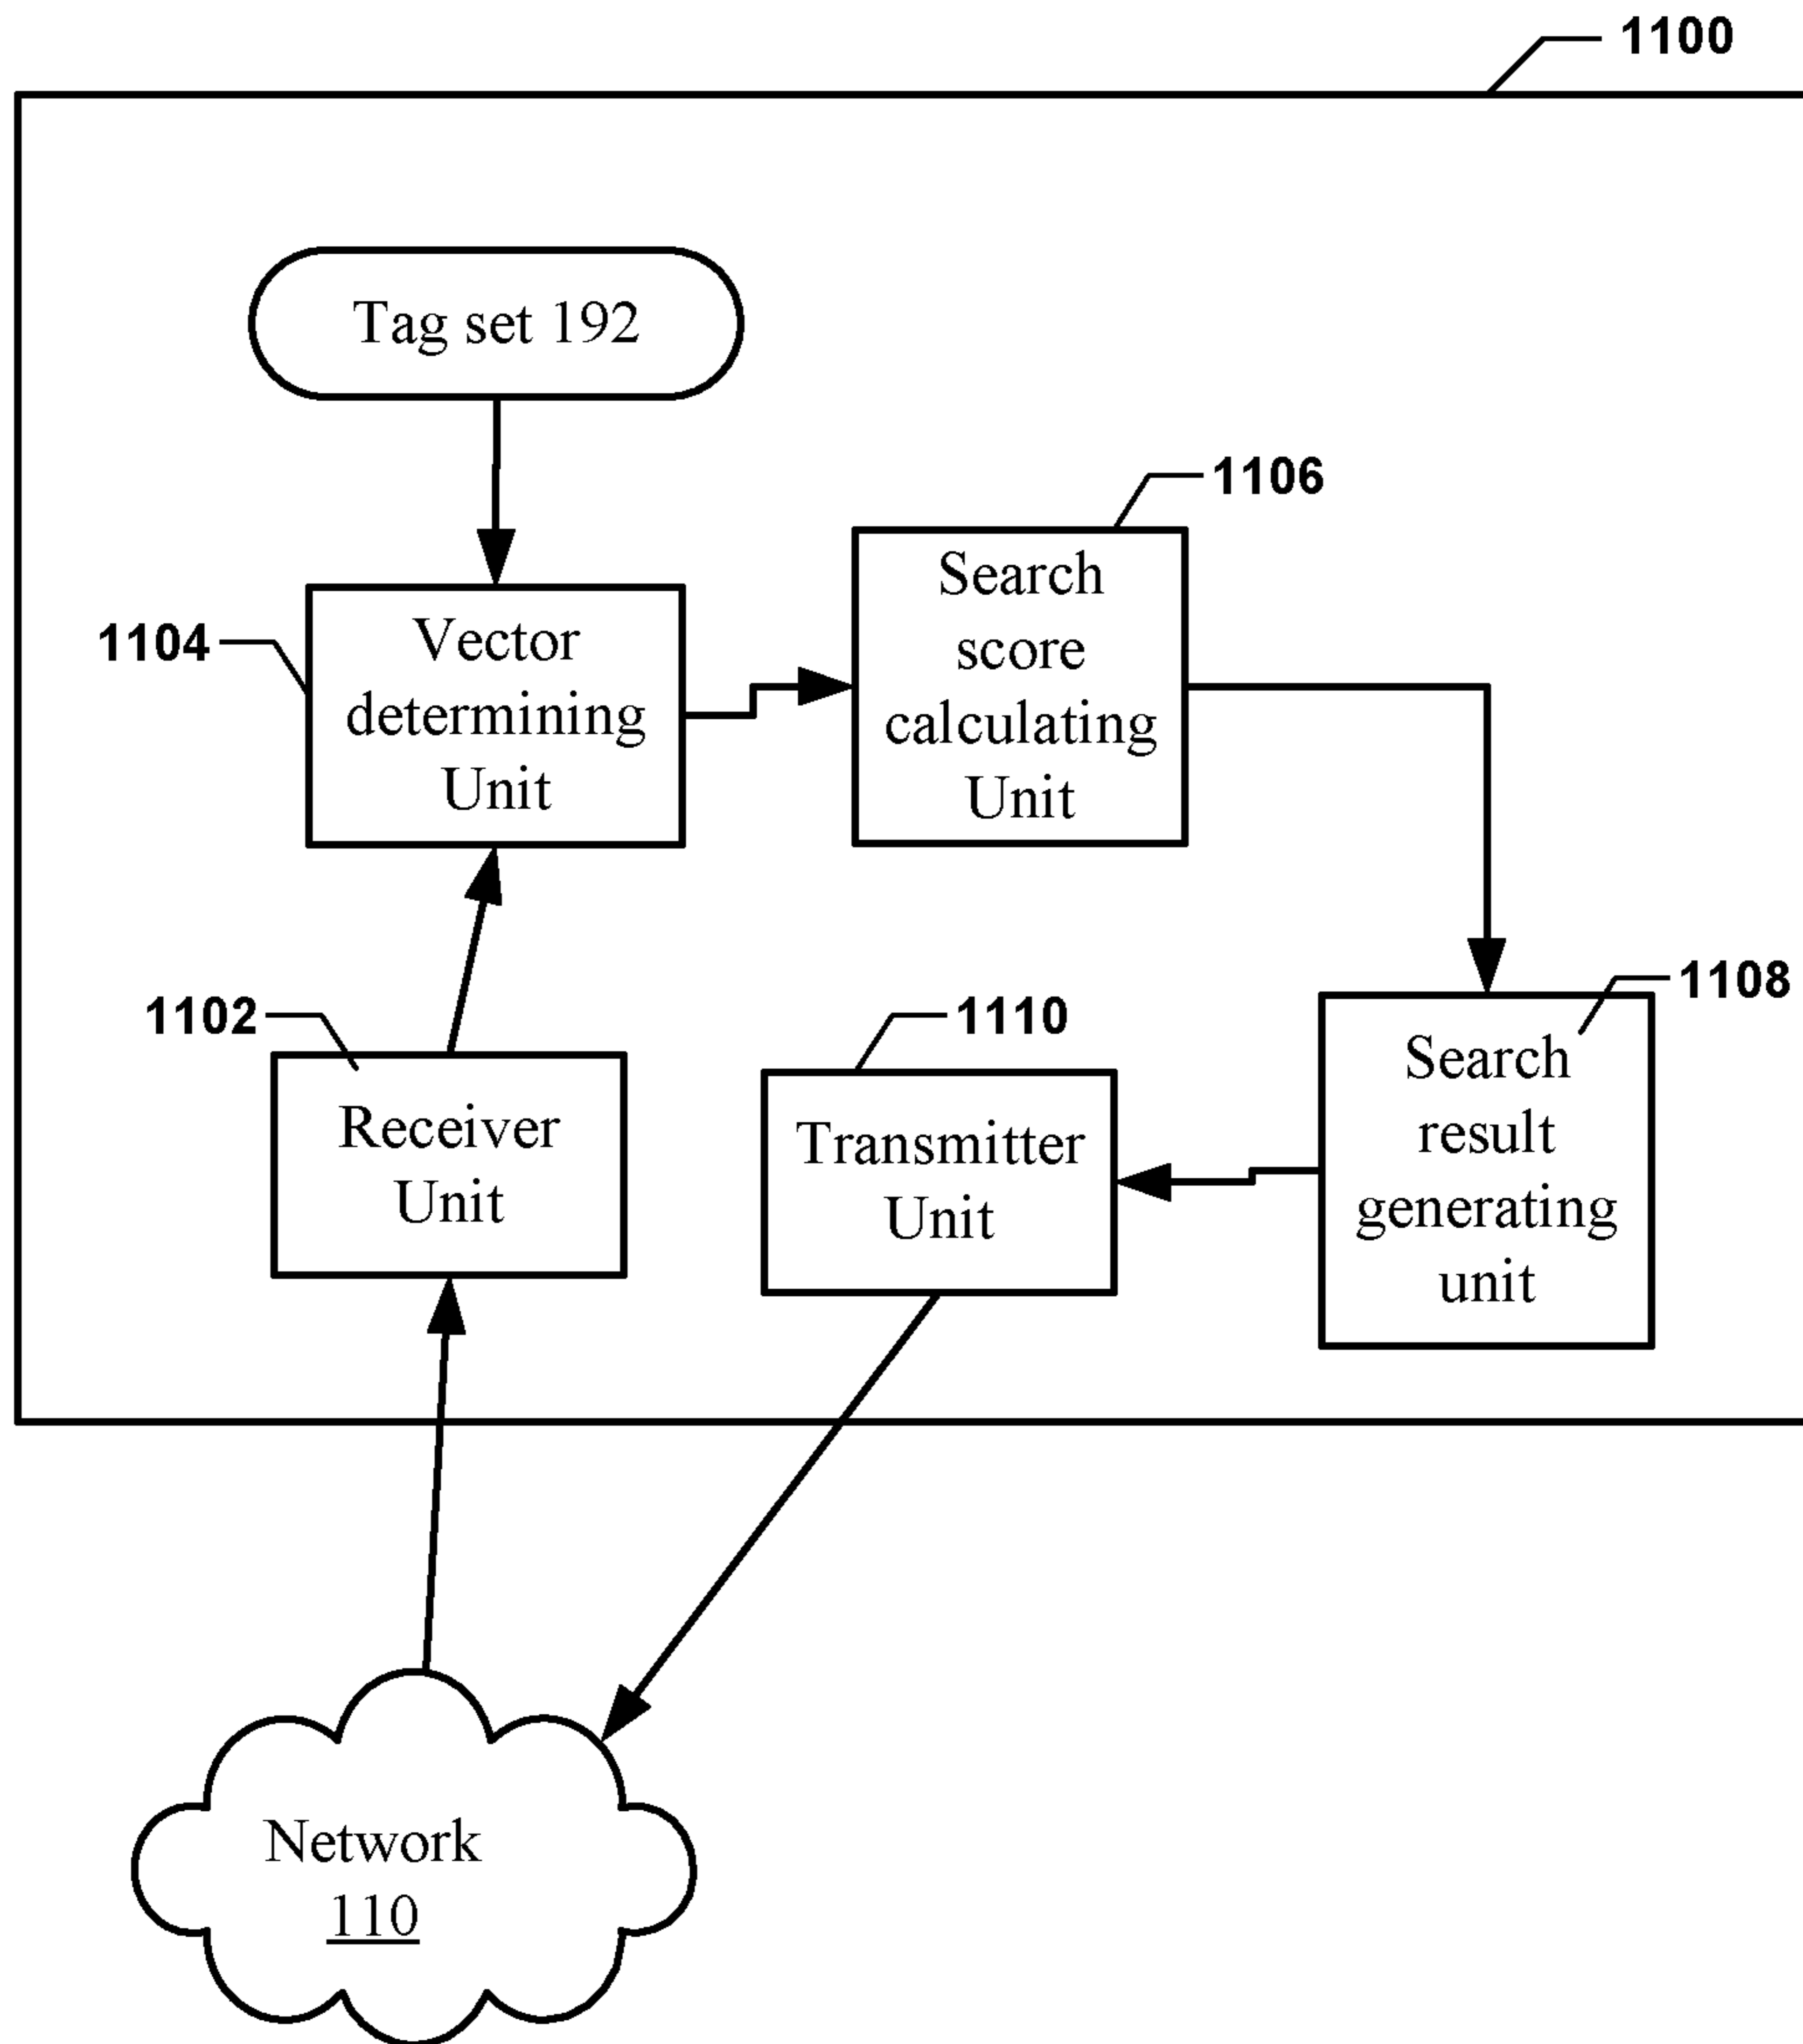 1100
Tag set 192
1106
Search
score
calculating
Unit
1104
Vector
determining
Unit
1108
Search
result
generating
unit
1102
Receiver
Unit
1110
Transmitter
Unit
Network
110